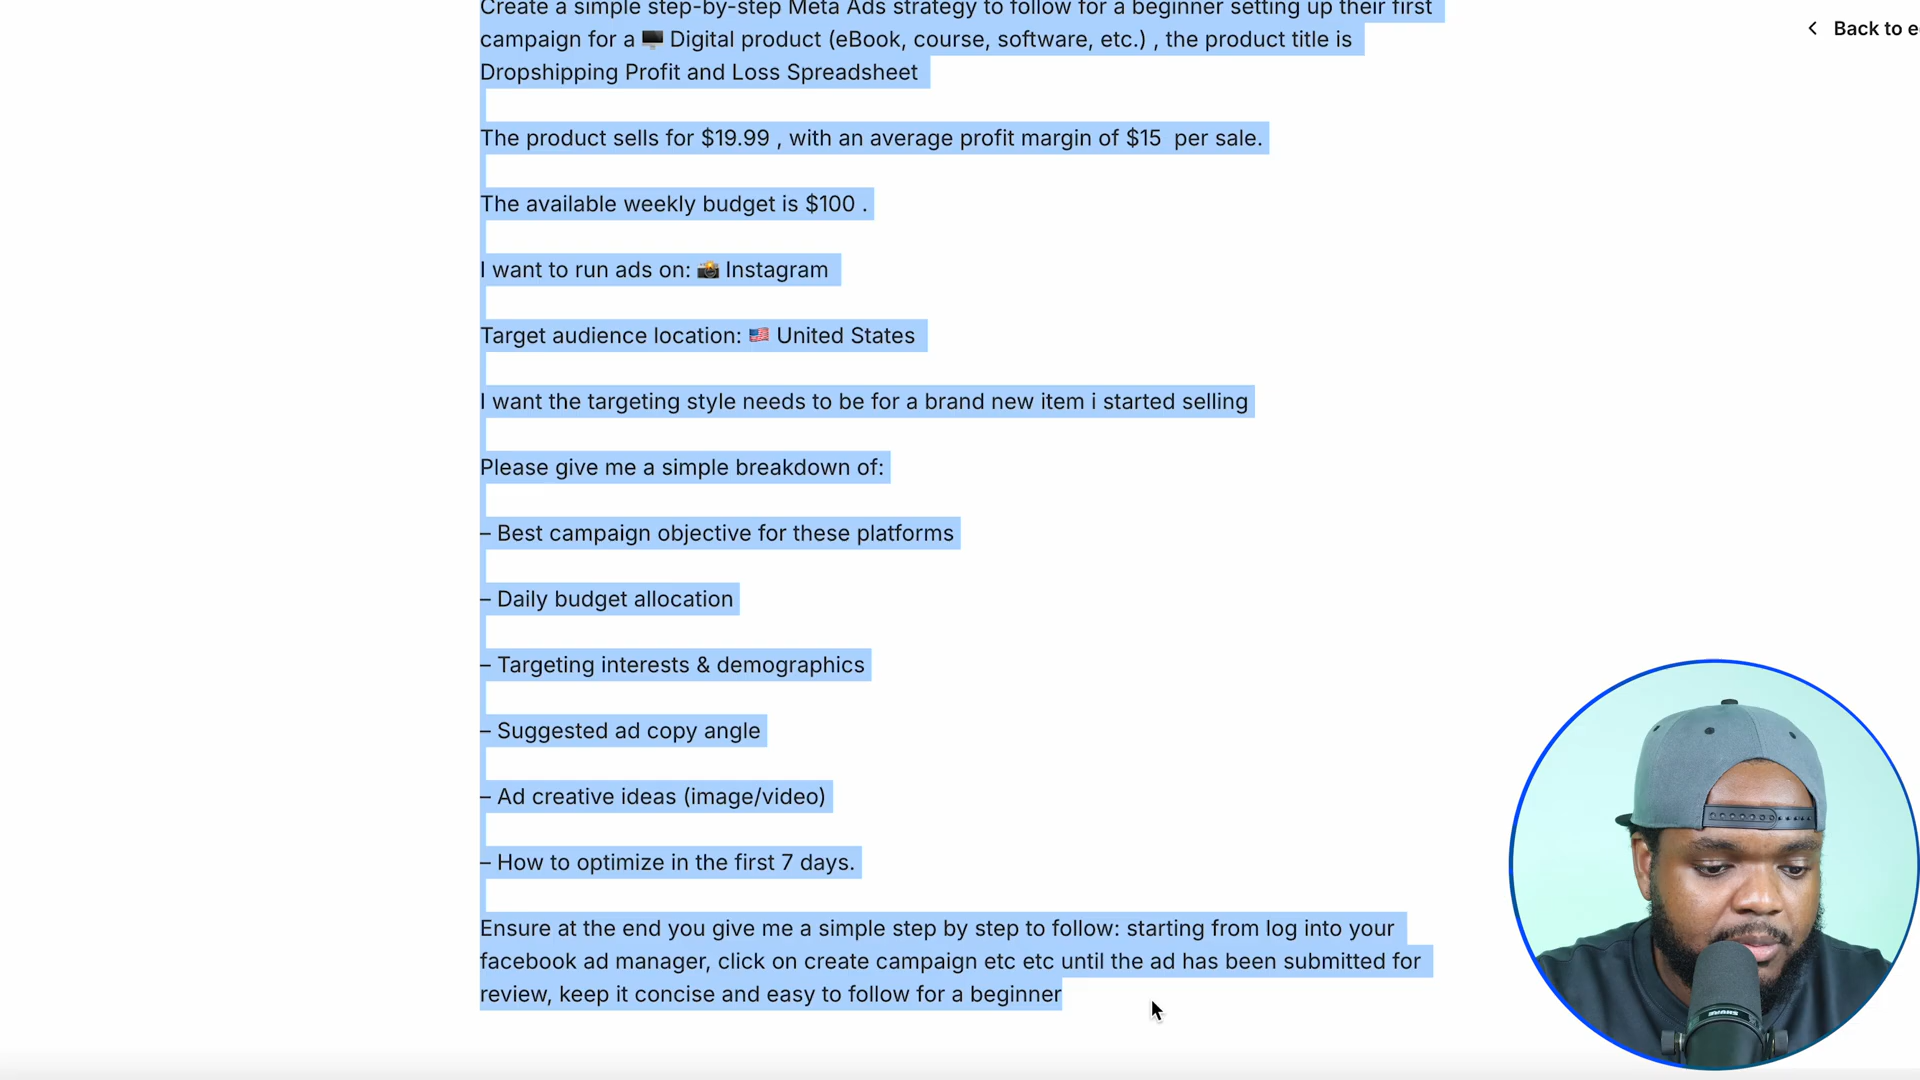 Create a simple step-by-step Meta Ads strategy to follow for a beginner setting up their first
Back to e
campaign for a 🖥️ Digital product (eBook, course, software, etc.) , the product title is
Dropshipping Profit and Loss Spreadsheet
The product sells for $19.99 , with an average profit margin of $15  per sale.
The available weekly budget is $100 .
I want to run ads on: 📸 Instagram
Target audience location: 🇺🇸 United States
I want the targeting style needs to be for a brand new item i started selling
Please give me a simple breakdown of:
– Best campaign objective for these platforms
– Daily budget allocation
– Targeting interests & demographics
– Suggested ad copy angle
– Ad creative ideas (image/video)
– How to optimize in the first 7 days.
Ensure at the end you give me a simple step by step to follow: starting from log into your
facebook ad manager, click on create campaign etc etc until the ad has been submitted for
review, keep it concise and easy to follow for a beginner
SHURE